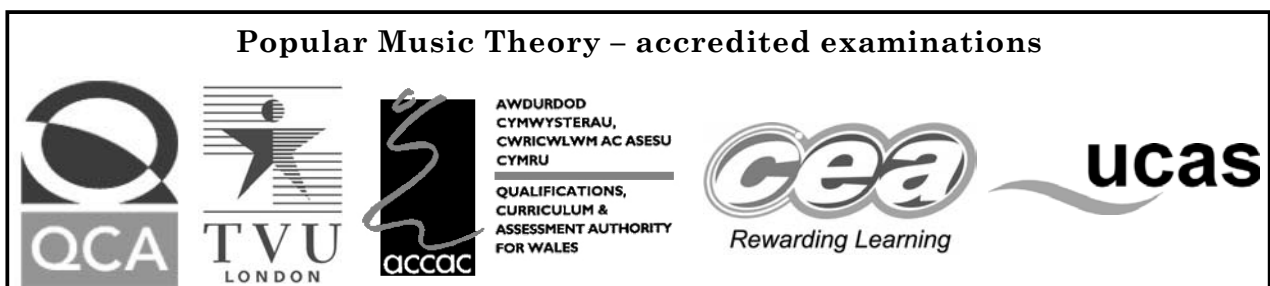 Popular Music Theory – accredited examinations
QCA
TVU
LONDON
accac
AWDURDOD
CYMWYSTERAU,
CWRICWLWM AC ASESU
CYMRU
QUALIFICATIONS,
CURRICULUM &
ASSESSMENT AUTHORITY
FOR WALES
cea
Rewarding Learning
ucas